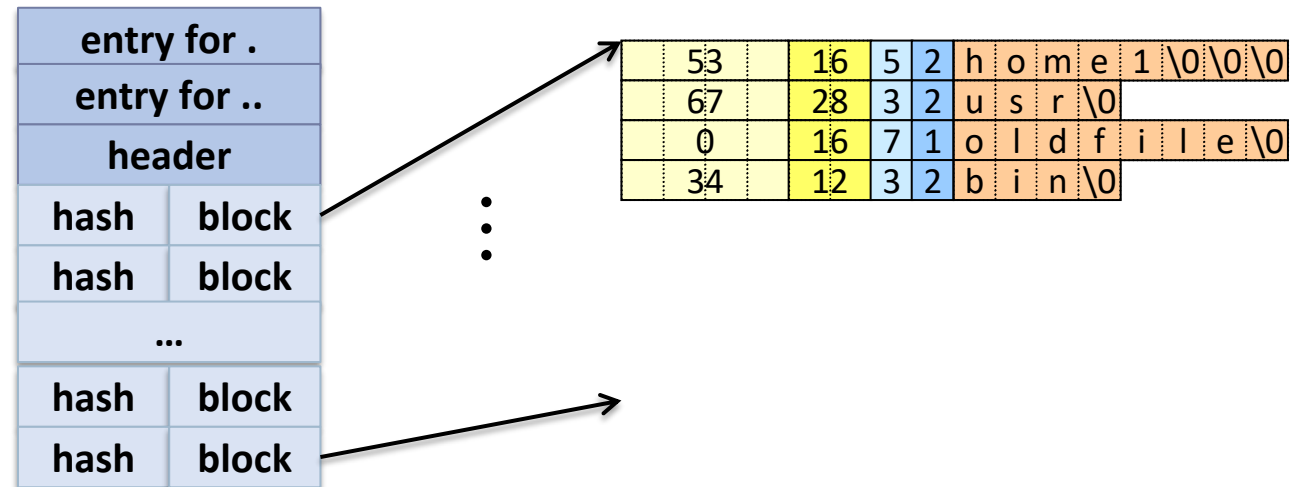 entry for .
entry for ..
header
hash block
hash block
...
hash block
hash block
53 16 5 2 h o m e 1 \0 \0 \0
67 28 3 2 u s r \0
0 16 7 1 o l d f i l e \0
34 12 3 2 b i n \0